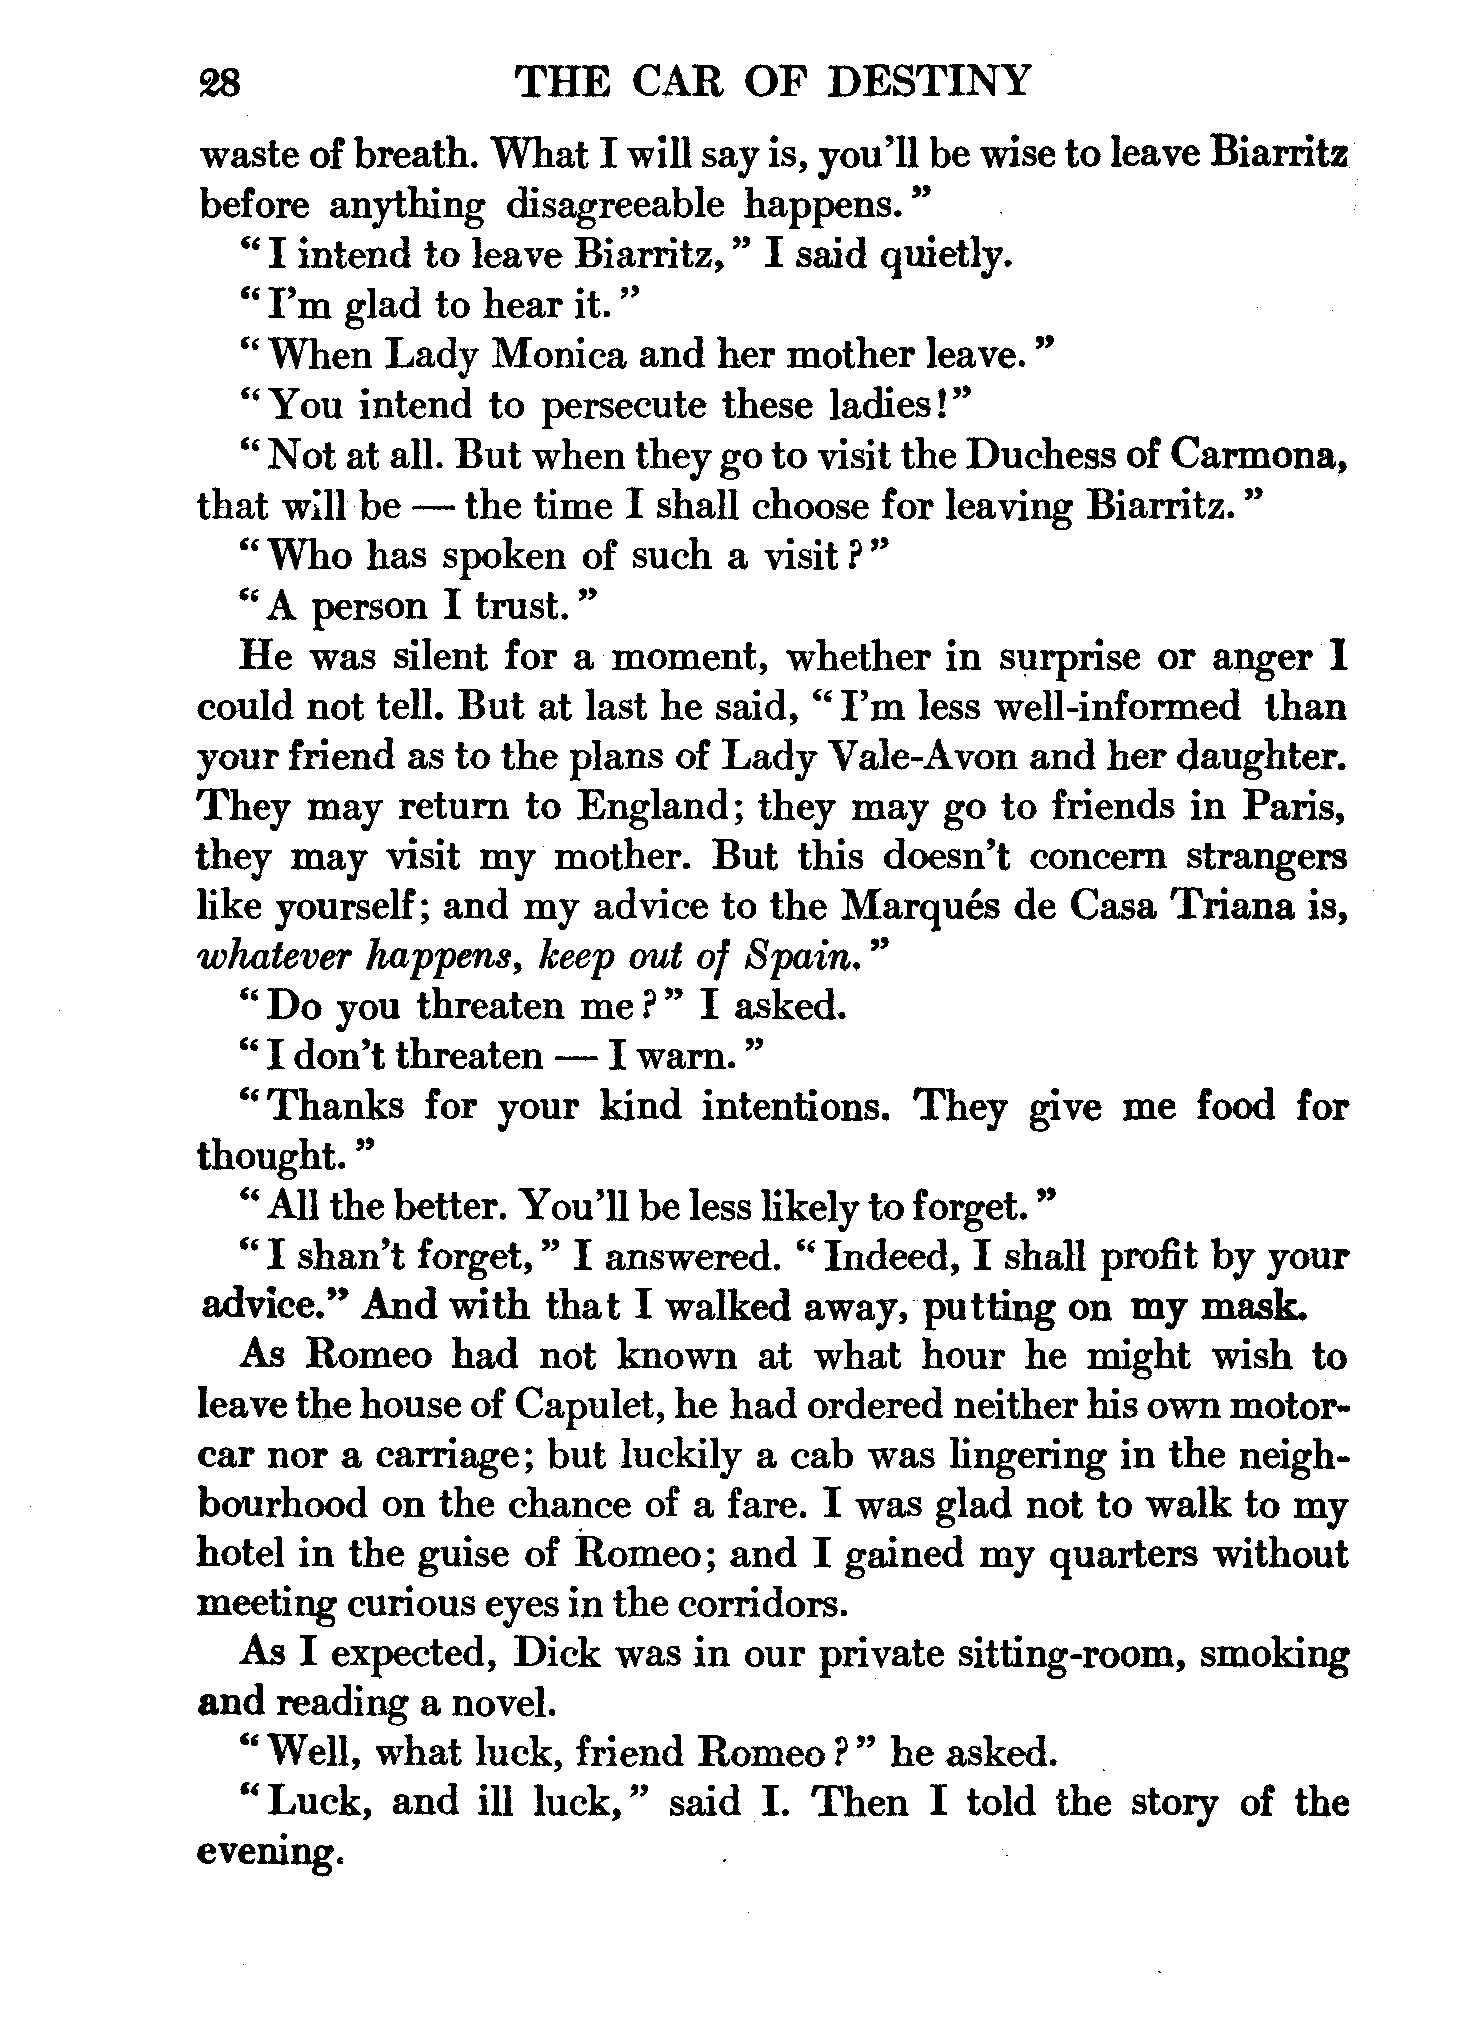 28 THE CAR OF DESTINY
waste of breath. What I will say is, you'll be wise to leave Biarritz
before anything disagreeable happens."
"I intend to leave Biarritz," I said quietly.
"I'm glad to hear it."
"When Lady Monica and her mother leave."
"You intend to persecute these ladies!"
"Not at all. But when they go to visit the Duchess of Carmona,
that will be — the time I shall choose for leaving Biarritz."
"Who has spoken of such a visit?"
"A person I trust."
He was silent for a moment, whether in surprise or anger I
could not tell. But at last he said, "I'm less well-informed than
your friend as to the plans of Lady Vale-Avon and her daughter.
They may return to England; they may go to friends in Paris,
they may visit my mother. But this doesn't concern strangers
like yourself; and my advice to the Marqués de Casa Triana is,
whatever happens, keep out of Spain."
"Do you threaten me?" I asked.
"I don't threaten — I warn."
"Thanks for your kind intentions. They give me food for
thought."
"All the better. You'll be less likely to forget."
"I shan't forget," I answered. "Indeed, I shall profit by your
advice." And with that I walked away, putting on my mask.
As Romeo had not known at what hour he might wish to
leave the house of Capulet, he had ordered neither his own motor-
car nor a carriage; but luckily a cab was lingering in the neigh-
bourhood on the chance of a fare. I was glad not to walk to my
hotel in the guise of Romeo; and I gained my quarters without
meeting curious eyes in the corridors.
As I expected, Dick was in our private sitting-room, smoking
and reading a novel.
"Well, what luck, friend Romeo?" he asked.
"Luck, and ill luck," said I. Then I told the story of the
evening.